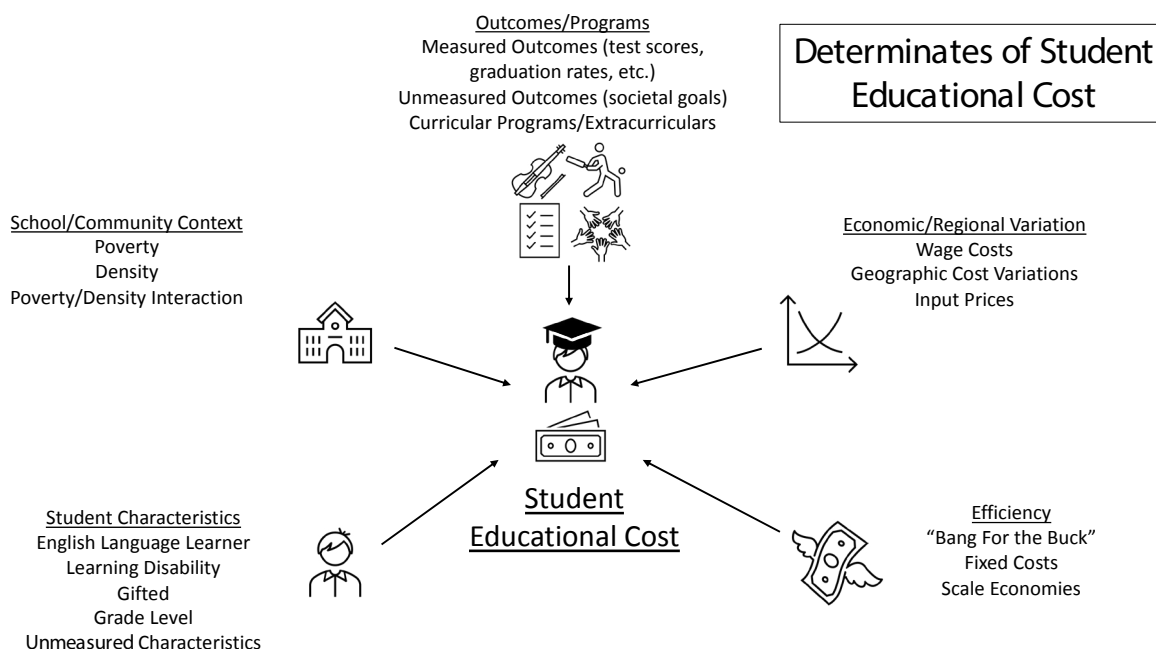 Outcomes/Programs
Measured Outcomes (test scores,
graduation rates, etc.)
Unmeasured Outcomes (societal goals)
Curricular Programs/Extracurriculars
Determinates of Student
Educational Cost
School/Community Context
Poverty
Density
Poverty/Density Interaction
Economic/Regional Variation
Wage Costs
Geographic Cost Variations
Input Prices
Student
Educational Cost
Student Characteristics
English Language Learner
Learning Disability
Gifted
Grade Level
Unmeasured Characteristics
Efficiency
“Bang For the Buck”
Fixed Costs
Scale Economies